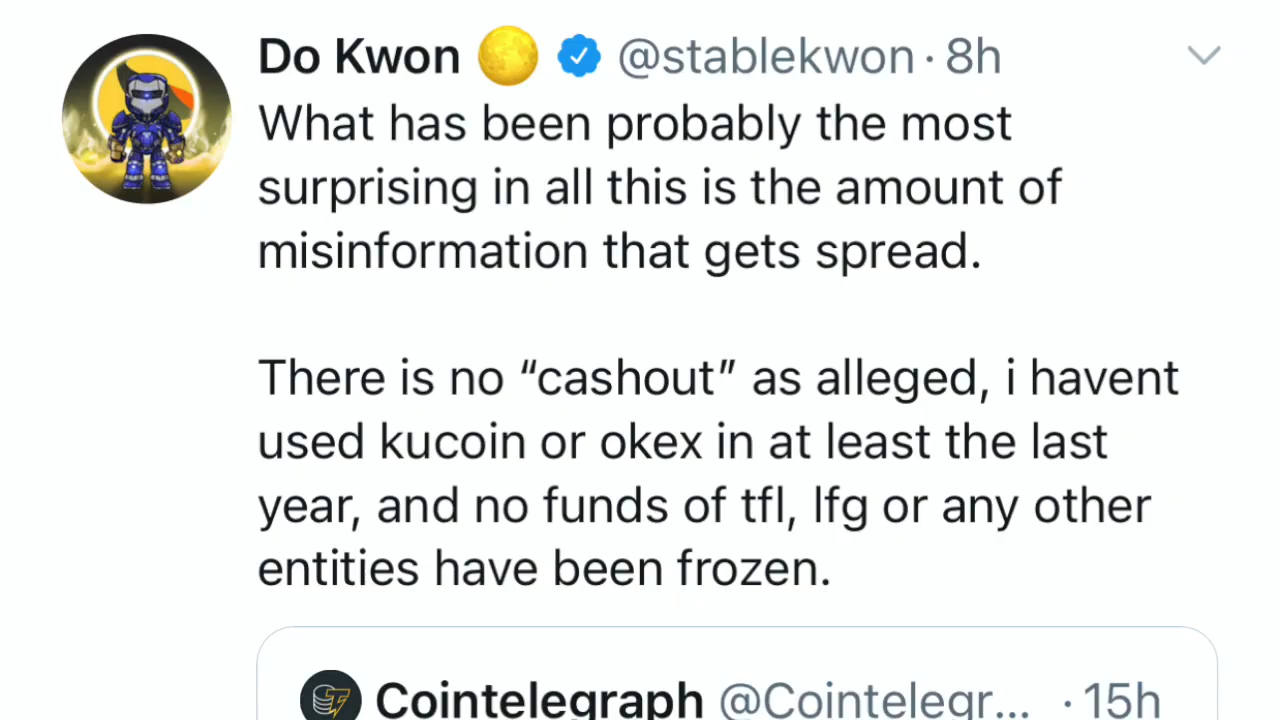 Do Kwon 🌕 @stablekwon · 8h
What has been probably the most
surprising in all this is the amount of
misinformation that gets spread.
There is no “cashout” as alleged, i havent
used kucoin or okex in at least the last
year, and no funds of tfl, lfg or any other
entities have been frozen.
Cointelegraph @Cointelegr... · 15h